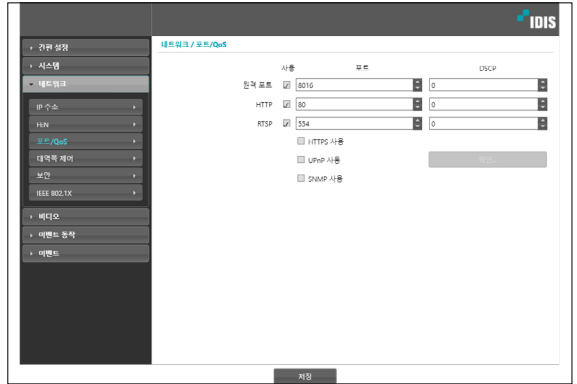 IDIS
네트워크 / 포트/QoS
간편 설정
시스템
네트워크
IP 주소
FEN
포트/QoS
대역폭 제어
보안
IEEE 802.1X
비디오
이벤트 동작
이벤트
사용 포트 DSCP
원격 포트 8016 0
HTTP 80 0
RTSP 554 0
HTTPS 사용
UPnP 사용 확인...
SNMP 사용
저장